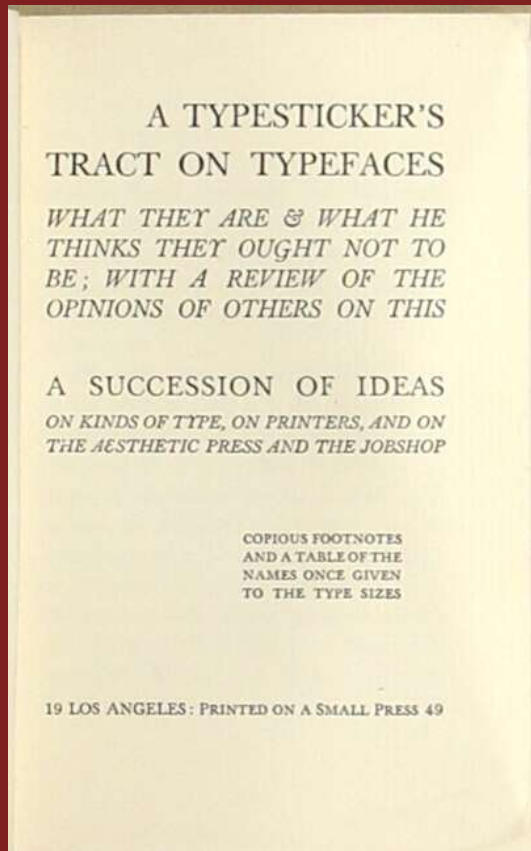 A TYPESTICKER'S
TRACT ON TYPEFACES
WHAT THEY ARE & WHAT HE
THINKS THEY OUGHT NOT TO
BE; WITH A REVIEW OF THE
OPINIONS OF OTHERS ON THIS
A SUCCESSION OF IDEAS
ON KINDS OF TYPE, ON PRINTERS, AND ON
THE AESTHETIC PRESS AND THE JOBSHOP
COPIOUS FOOTNOTES
AND A TABLE OF THE
NAMES ONCE GIVEN
TO THE TYPE SIZES
19 LOS ANGELES: PRINTED ON A SMALL PRESS 49